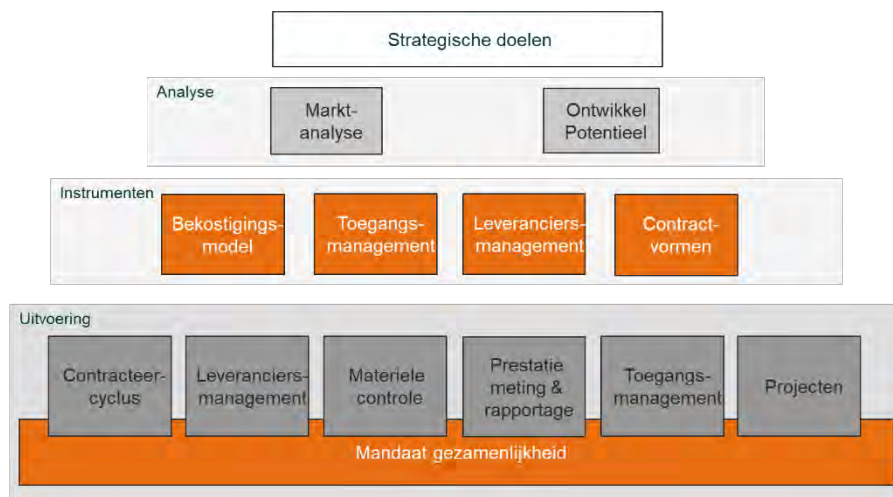 Strategische doelen
Analyse
Markt-
analyse
Ontwikkel
Potentieel
Instrumenten
Bekostigings-
model
Toegangs-
management
Leveranciers-
management
Contract-
vormen
Uitvoering
Contracteer-
cyclus
Leveranciers-
management
Materiele
controle
Prestatie
meting &
rapportage
Toegangs-
management
Projecten
Mandaat gezamenlijkheid